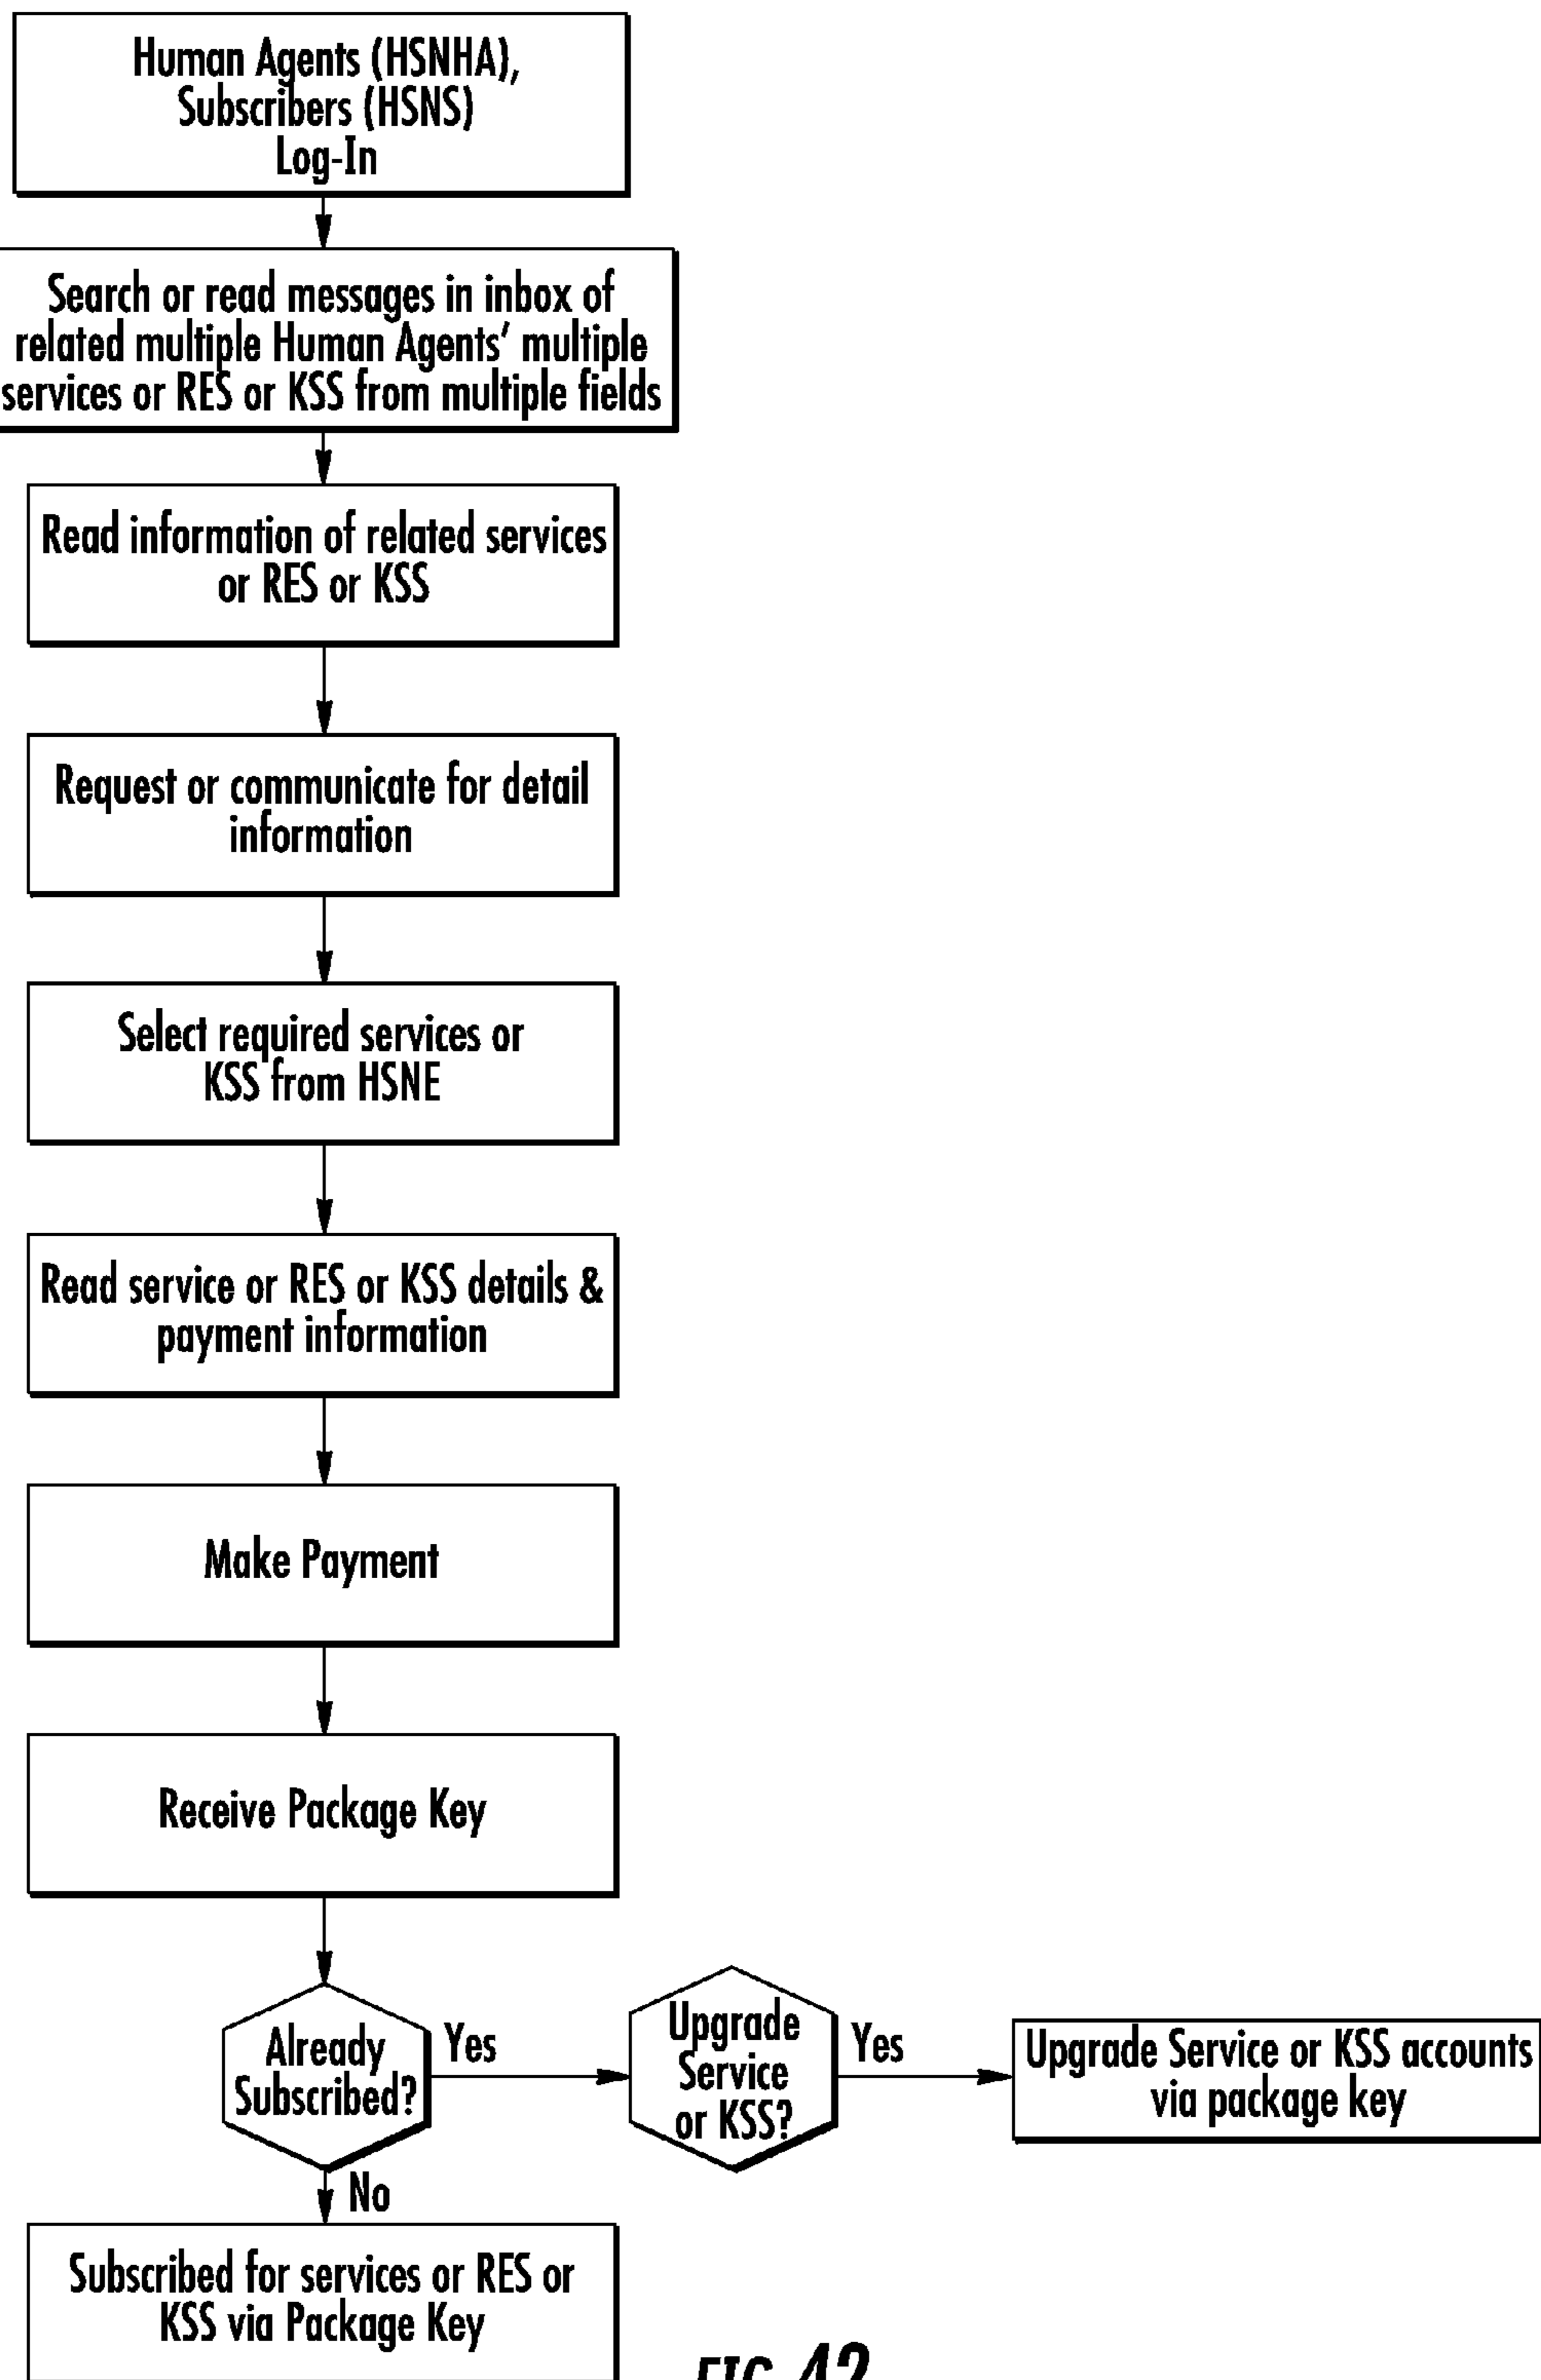 Human Agents (HSNHA),
Subscribers (HSNS)
Log-In
Search or read messages in inbox of
related multiple Human Agents' multiple
services or RES or KSS from multiple fields
Read information of related services
or RES or KSS
Request or communicate for detail
information
Select required services or
KSS from HSNE
Read service or RES or KSS details &
payment information
Make Payment
Receive Package Key
Already
Subscribed?
Yes
Upgrade
Service
or KSS?
Yes
Upgrade Service or KSS accounts
via package key
No
Subscribed for services or RES or
KSS via Package Key
FIG. 42